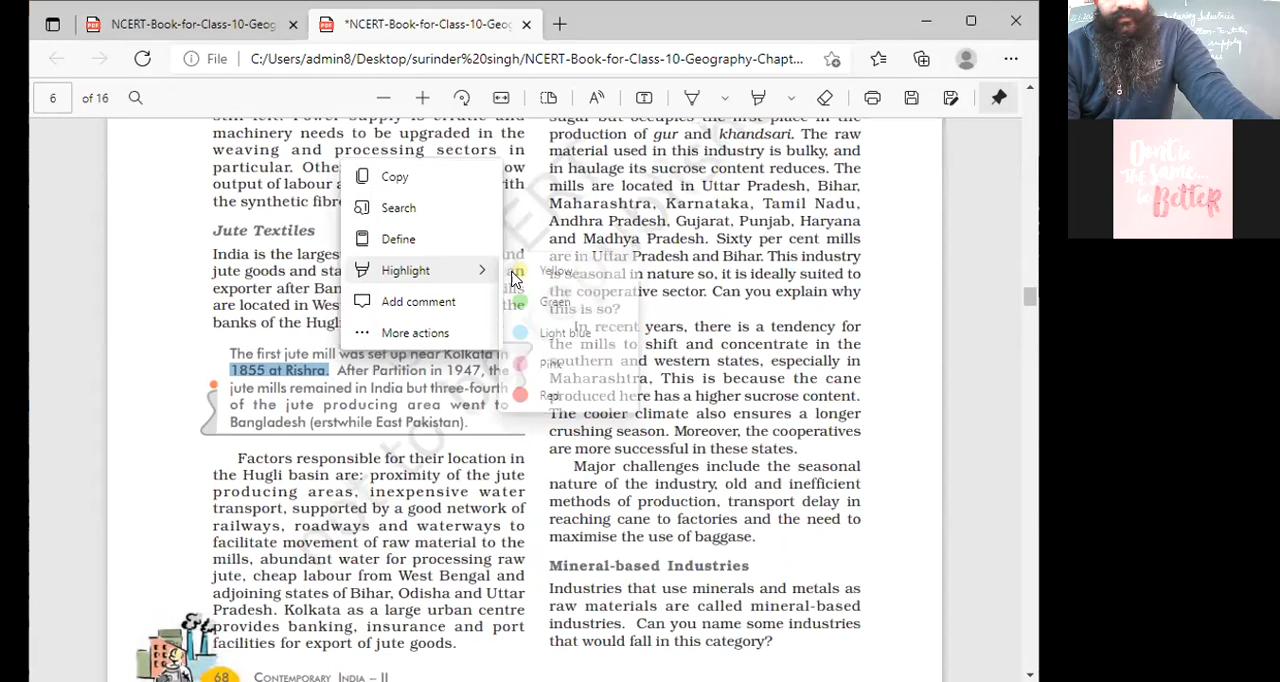 NCERT-Book-for-Class-10-Geog
*NCERT-Book-for-Class-10-Geog
File C:/Users/admin8/Desktop/surinder%20singh/NCERT-Book-for-Class-10-Geography-Chapt...
6 of 16
machinery needs to be upgraded in the
weaving and processing sectors in
particular. Othe ow
output of labour a ith
the synthetic fibre
Jute Textiles
India is the larges nd
jute goods and sta an
exporter after Ban
are located in Wes the
banks of the Hugli
Copy
Search
Define
Highlight
Add comment
More actions
Yellow
Green
Light blue
Pink
Red
The first jute mill was set up near Kolkata in
1855 at Rishra. After Partition in 1947, the
jute mills remained in India but three-fourth
of the jute producing area went to
Bangladesh (erstwhile East Pakistan).
Factors responsible for their location in
the Hugli basin are: proximity of the jute
producing areas, inexpensive water
transport, supported by a good network of
railways, roadways and waterways to
facilitate movement of raw material to the
mills, abundant water for processing raw
jute, cheap labour from West Bengal and
adjoining states of Bihar, Odisha and Uttar
Pradesh. Kolkata as a large urban centre
provides banking, insurance and port
facilities for export of jute goods.
68 CONTEMPORARY INDIA – II
sugar but occupies the first place in the
production of gur and khandsari. The raw
material used in this industry is bulky, and
in haulage its sucrose content reduces. The
mills are located in Uttar Pradesh, Bihar,
Maharashtra, Karnataka, Tamil Nadu,
Andhra Pradesh, Gujarat, Punjab, Haryana
and Madhya Pradesh. Sixty per cent mills
are in Uttar Pradesh and Bihar. This industry
is seasonal in nature so, it is ideally suited to
the cooperative sector. Can you explain why
this is so?
In recent years, there is a tendency for
the mills to shift and concentrate in the
southern and western states, especially in
Maharashtra, This is because the cane
produced here has a higher sucrose content.
The cooler climate also ensures a longer
crushing season. Moreover, the cooperatives
are more successful in these states.
Major challenges include the seasonal
nature of the industry, old and inefficient
methods of production, transport delay in
reaching cane to factories and the need to
maximise the use of baggase.
Mineral-based Industries
Industries that use minerals and metals as
raw materials are called mineral-based
industries. Can you name some industries
that would fall in this category?
not to
Don't be
the same...
be BetteR
Industries
supply